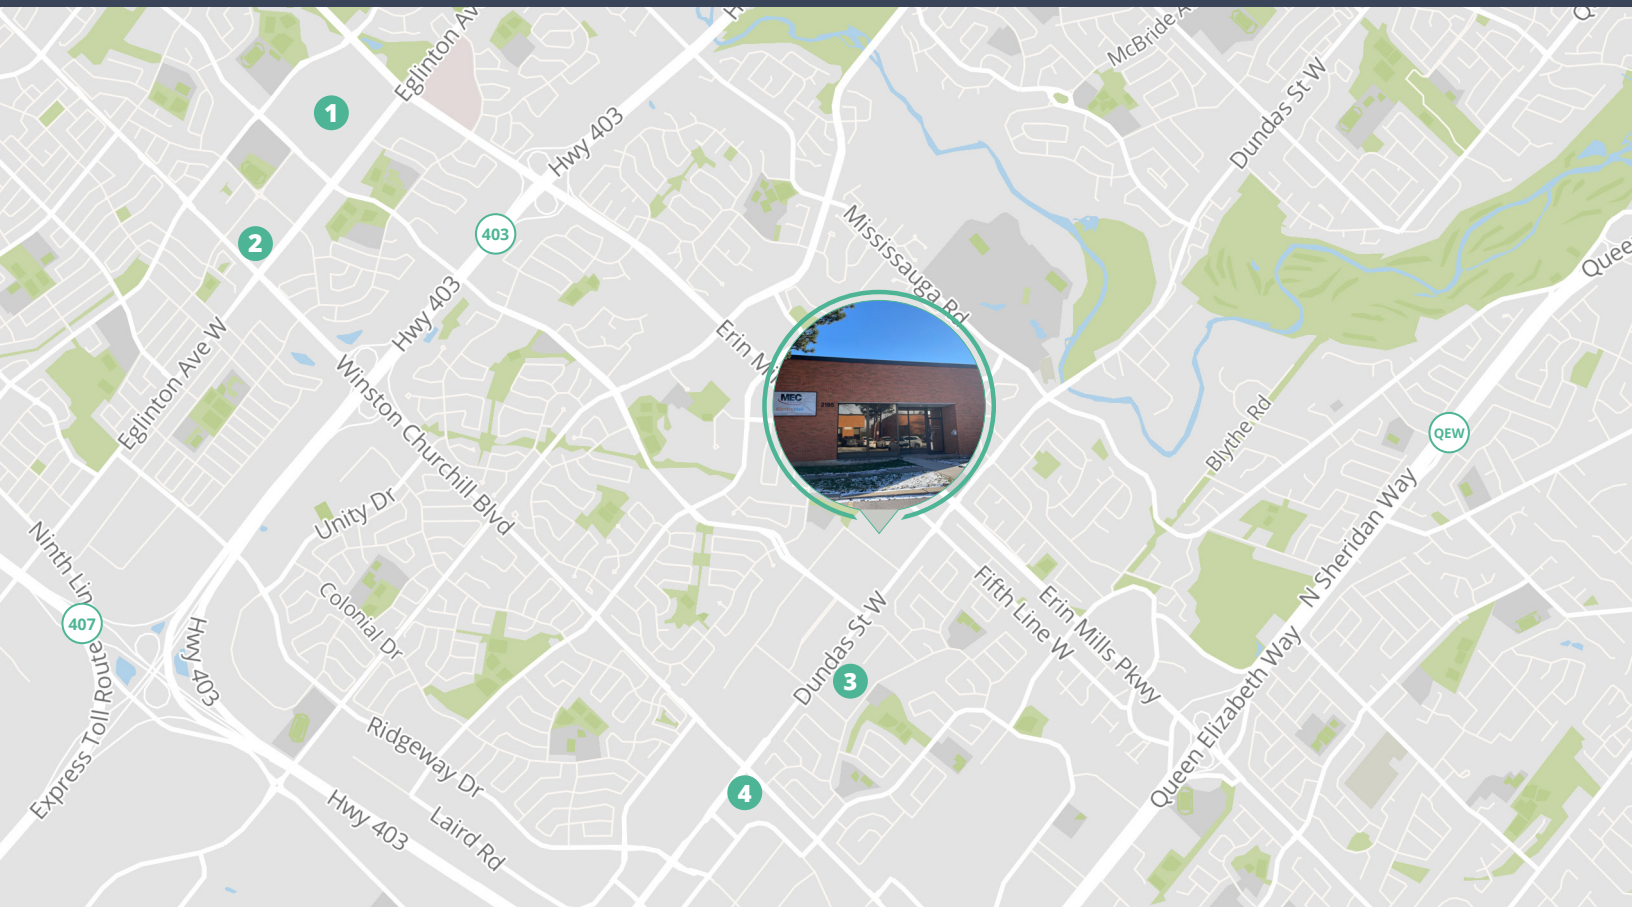 Eglinton Av
H
McBride A
Q
Dundas St W
1
Hwy 403
403
2
Mississauga Rd
Quee
Hwy 403
Erin Mi
Eglinton Ave W
Winston Churchill Blvd
MEC
Blythe Rd
QEW
Unity Dr
N Sheridan Way
Ninth Lin
407
Colonial Dr
Fifth Line W
Erin Mills Pkwy
Dundas St W
3
Hwy 403
Express Toll Route
Queen Elizabeth Way
Ridgeway Dr
4
Hwy 403
Laird Rd